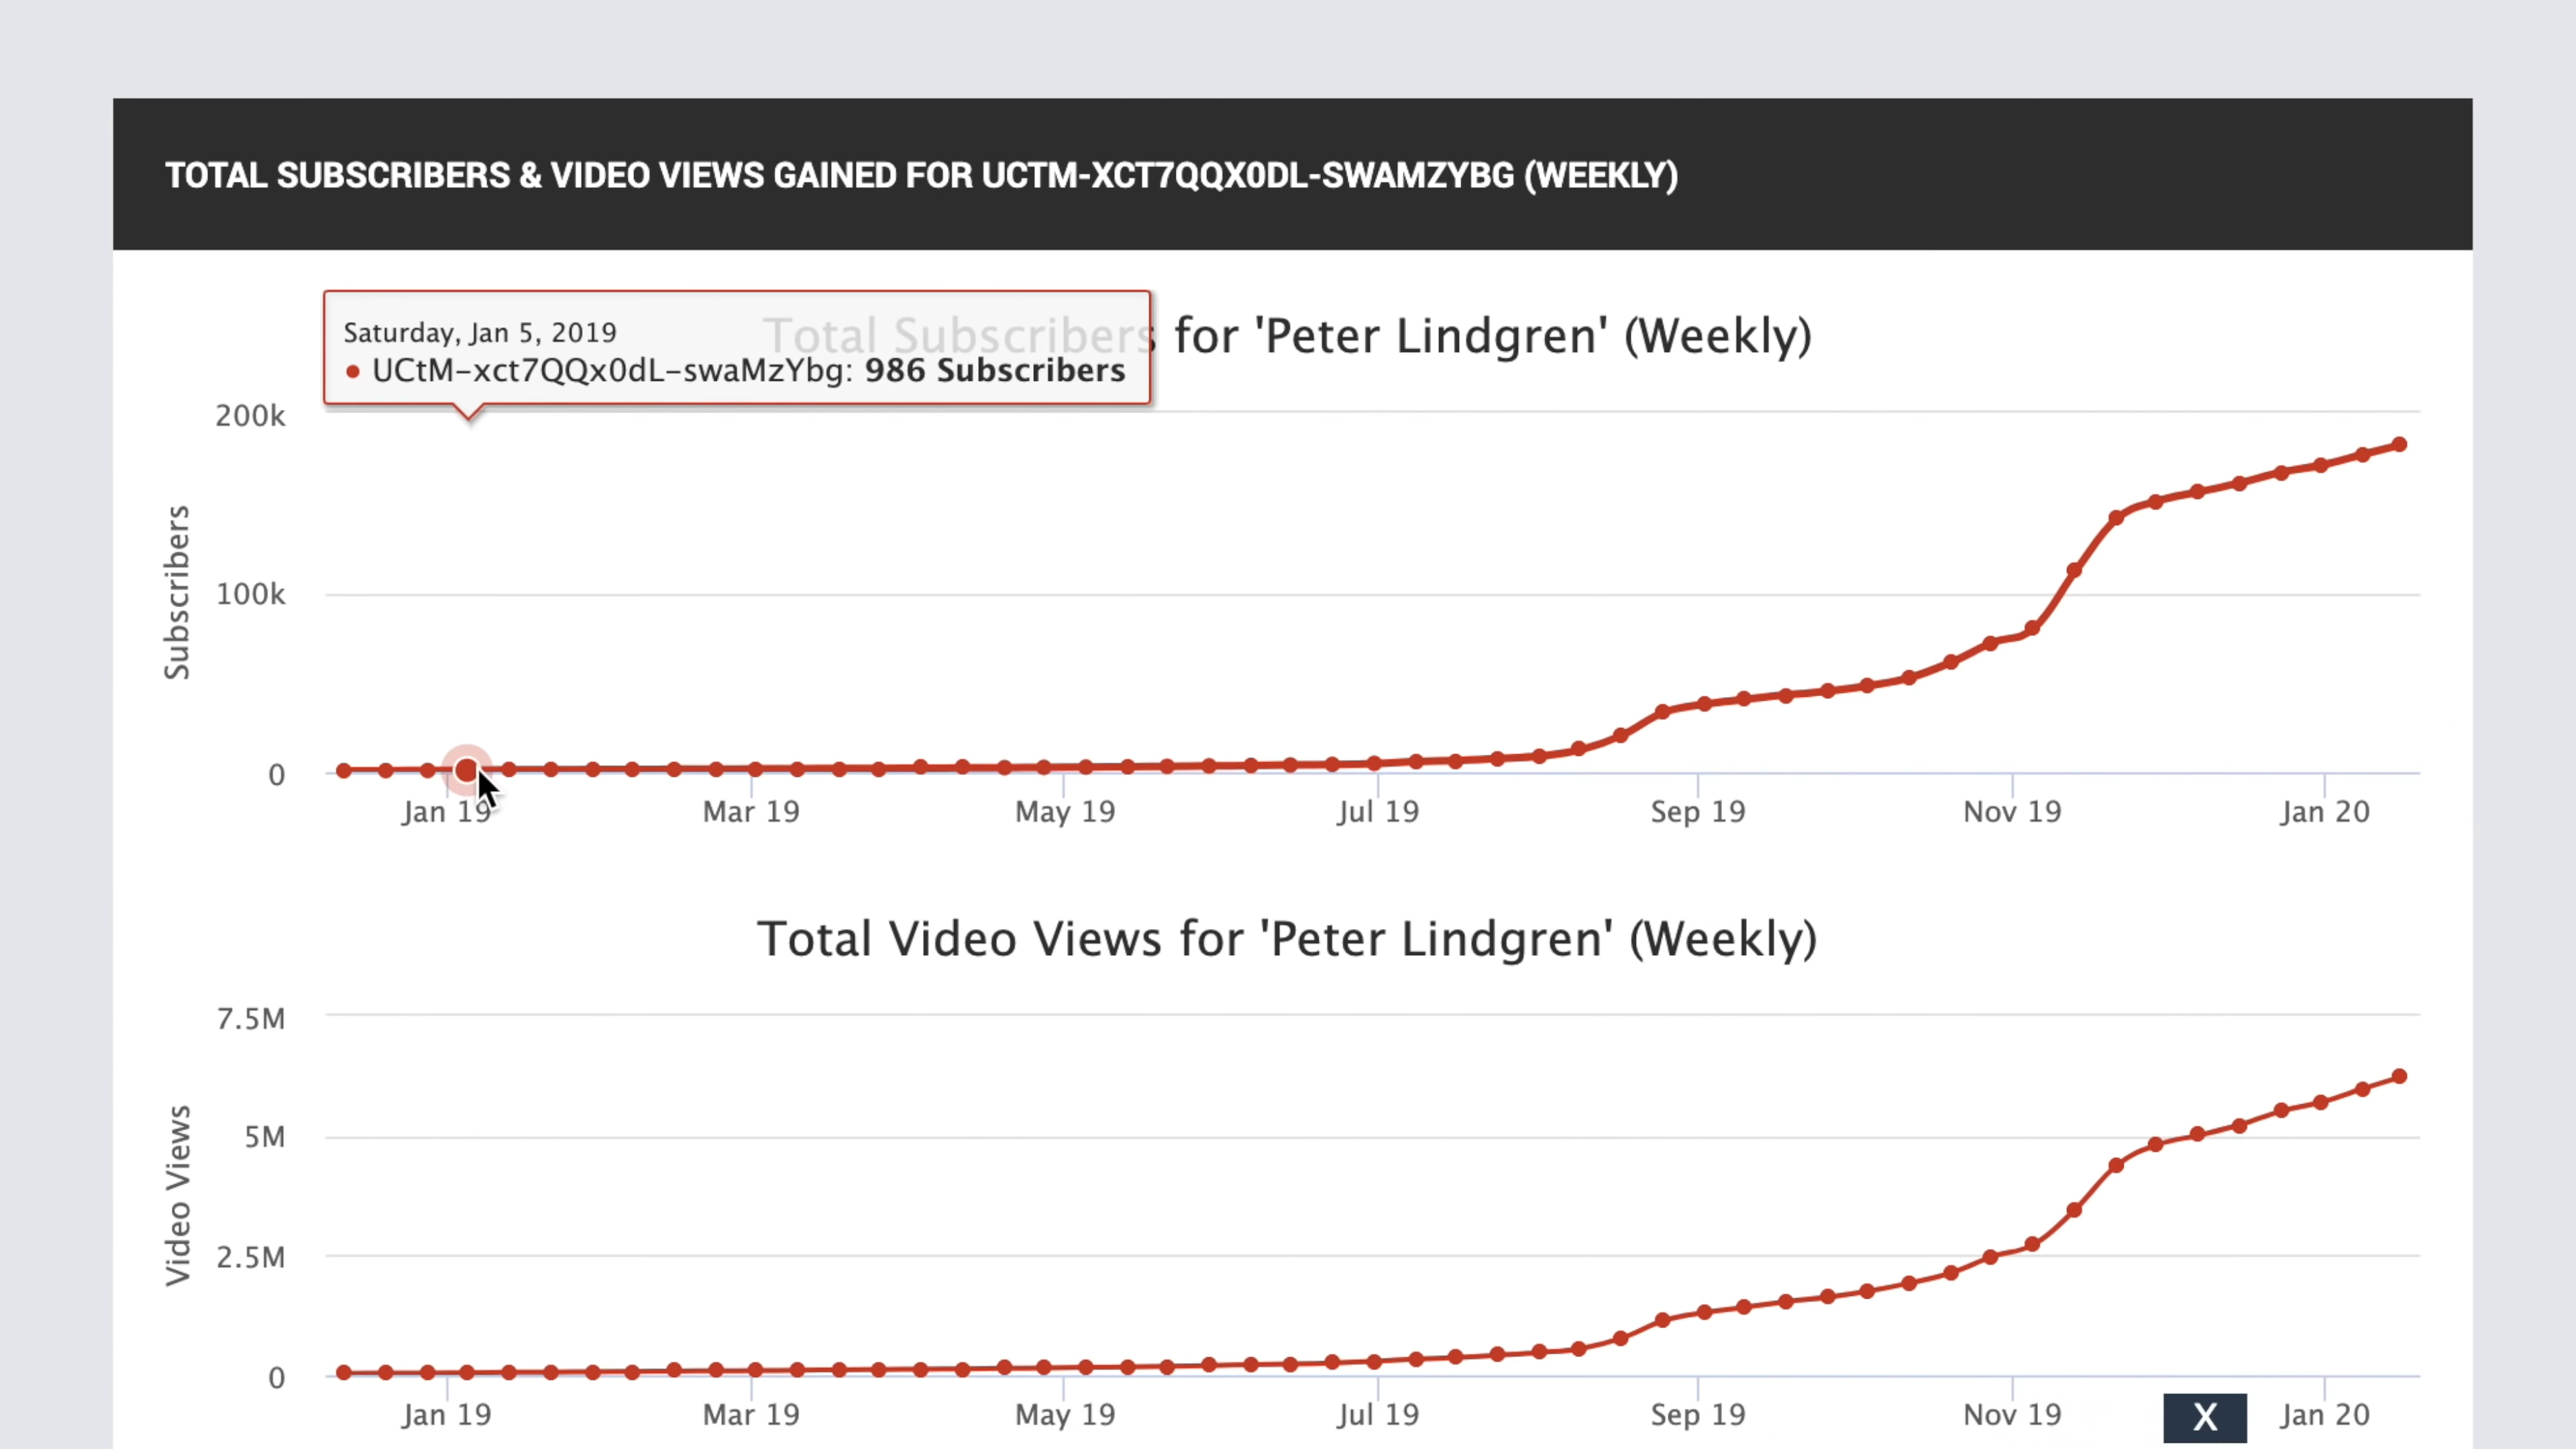 TOTAL SUBSCRIBERS & VIDEO VIEWS GAINED FOR UCTM-XCT7QQX0DL-SWAMZYBG (WEEKLY)
Total Subscribers for 'Peter Lindgren' (Weekly)
Saturday, Jan 5, 2019
● UCtM-xct7QQx0dL-swaMzYbg: 986 Subscribers
Subscribers
200k
100k
0
Jan 19 Mar 19 May 19 Jul 19 Sep 19 Nov 19 Jan 20
Total Video Views for 'Peter Lindgren' (Weekly)
Video Views
7.5M
5M
2.5M
0
Jan 19 Mar 19 May 19 Jul 19 Sep 19 Nov 19 X Jan 20